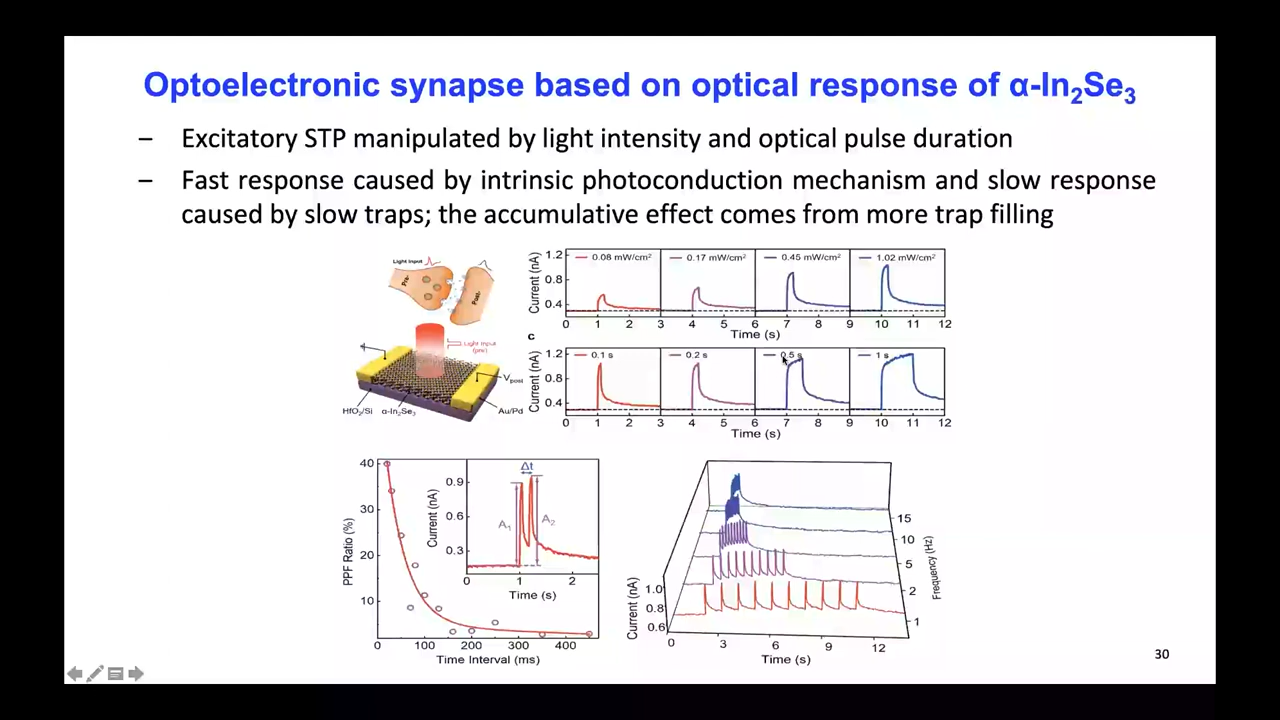 Optoelectronic synapse based on optical response of α-In₂Se₃
– Excitatory STP manipulated by light intensity and optical pulse duration
– Fast response caused by intrinsic photoconduction mechanism and slow response
caused by slow traps; the accumulative effect comes from more trap filling
Light Input
Pre-
Post-
Light Input
(pre)
Vpost
HfO₂/Si
α-In₂Se₃
Au/Pd
Current (nA)
1.2
0.8
0.4
0.08 mW/cm²
0.17 mW/cm²
0.45 mW/cm²
1.02 mW/cm²
0 1 2 3 4 5 6 7 8 9 10 11 12
Time (s)
c
Current (nA)
1.2
0.8
0.4
0.1 s
0.2 s
0.5 s
1 s
0 1 2 3 4 5 6 7 8 9 10 11 12
Time (s)
PPF Ratio (%)
40
30
20
10
0 100 200 300 400
Time Interval (ms)
Current (nA)
0.9
0.6
0.3
Δt
A₁
A₂
0 1 2
Time (s)
Current (nA)
1.0
0.8
0.6
0 3 6 9 12
Time (s)
15
10
5
2
1
Frequency (Hz)
30